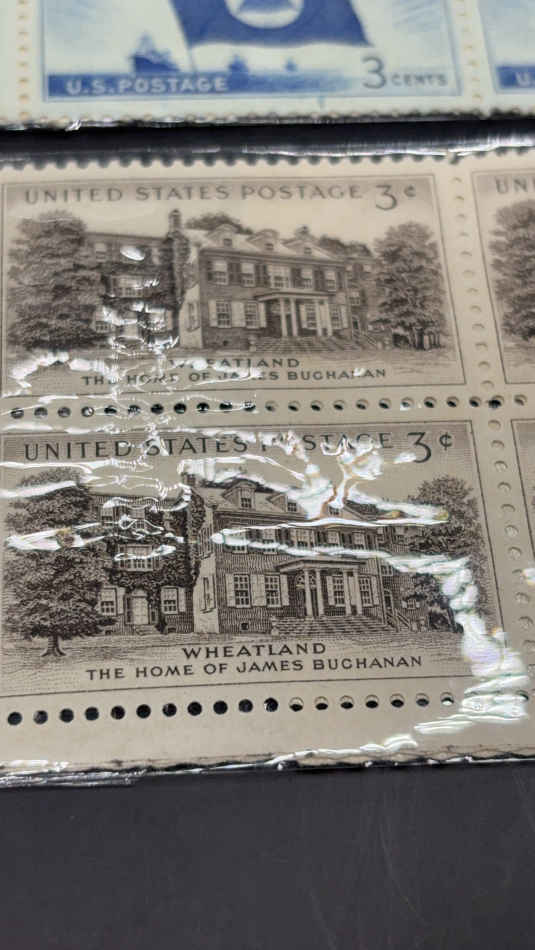 U.S. POSTAGE 3 CENTS U.
UNITED STATES POSTAGE 3¢ UN
WHEATLAND
THE HOME OF JAMES BUCHANAN
UNITED STATES POSTAGE 3¢
WHEATLAND
THE HOME OF JAMES BUCHANAN